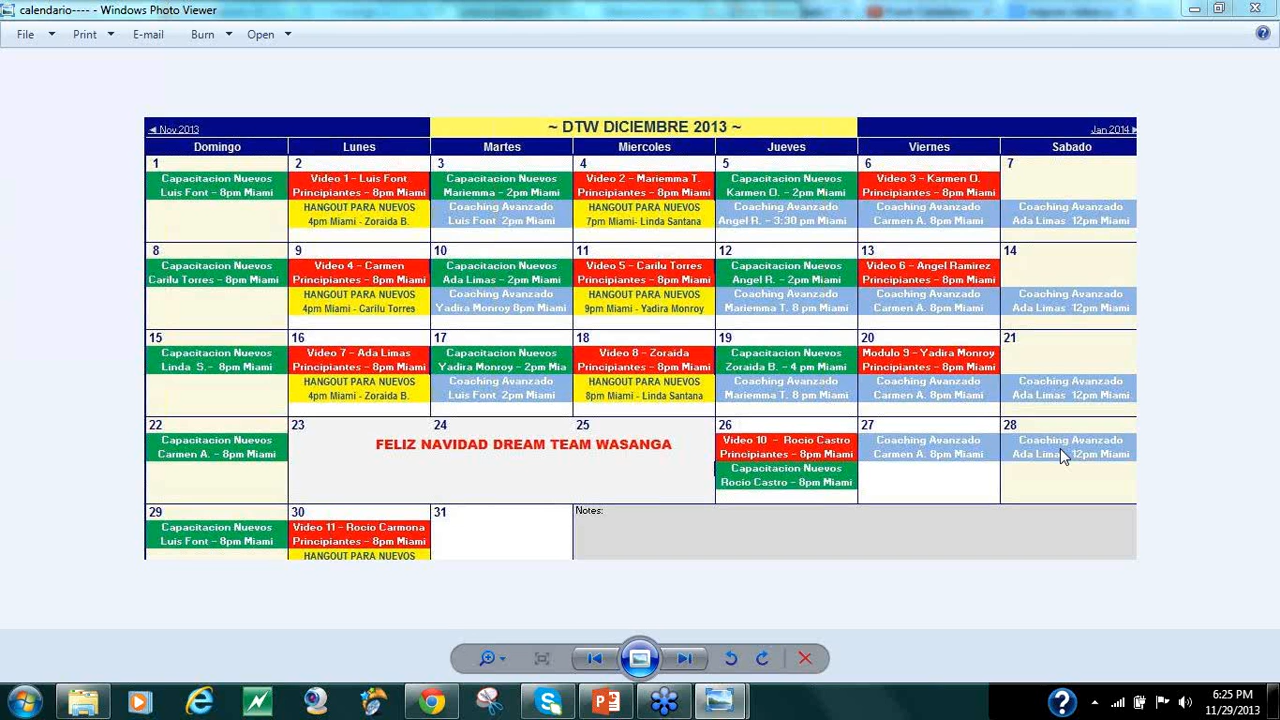 calendario---- - Windows Photo Viewer
File Print E-mail Burn Open
◄ Nov 2013 ~ DTW DICIEMBRE 2013 ~ Jan 2014 ►
Domingo Lunes Martes Miercoles Jueves Viernes Sabado
1
Capacitacion Nuevos
Luis Font - 8pm Miami
2
Video 1 - Luis Font
Principiantes - 8pm Miami
HANGOUT PARA NUEVOS
4pm Miami - Zoraida B.
3
Capacitacion Nuevos
Mariemma - 2pm Miami
Coaching Avanzado
Luis Font 2pm Miami
4
Video 2 - Mariemma T.
Principiantes - 8pm Miami
HANGOUT PARA NUEVOS
7pm Miami- Linda Santana
5
Capacitacion Nuevos
Karmen O. - 2pm Miami
Coaching Avanzado
Angel R. - 3:30 pm Miami
6
Video 3 - Karmen O.
Principiantes - 8pm Miami
Coaching Avanzado
Carmen A. 8pm Miami
7
Coaching Avanzado
Ada Limas 12pm Miami
8
Capacitacion Nuevos
Carilu Torres - 8pm Miami
9
Video 4 - Carmen
Principiantes - 8pm Miami
HANGOUT PARA NUEVOS
4pm Miami - Carilu Torres
10
Capacitacion Nuevos
Ada Limas - 2pm Miami
Coaching Avanzado
Yadira Monroy 8pm Miami
11
Video 5 - Carilu Torres
Principiantes - 8pm Miami
HANGOUT PARA NUEVOS
9pm Miami - Yadira Monroy
12
Capacitacion Nuevos
Angel R. - 2pm Miami
Coaching Avanzado
Mariemma T. 8 pm Miami
13
Video 6 - Angel Ramirez
Principiantes - 8pm Miami
Coaching Avanzado
Carmen A. 8pm Miami
14
Coaching Avanzado
Ada Limas 12pm Miami
15
Capacitacion Nuevos
Linda S.- 8pm Miami
16
Video 7 - Ada Limas
Principiantes - 8pm Miami
HANGOUT PARA NUEVOS
4pm Miami - Zoraida B.
17
Capacitacion Nuevos
Yadira Monroy - 2pm Mia
Coaching Avanzado
Luis Font 2pm Miami
18
Video 8 - Zoraida
Principiantes - 8pm Miami
HANGOUT PARA NUEVOS
8pm Miami - Linda Santana
19
Capacitacion Nuevos
Zoraida B. - 4 pm Miami
Coaching Avanzado
Mariemma T. 8 pm Miami
20
Modulo 9 - Yadira Monroy
Principiantes - 8pm Miami
Coaching Avanzado
Carmen A. 8pm Miami
21
Coaching Avanzado
Ada Limas 12pm Miami
22
Capacitacion Nuevos
Carmen A. - 8pm Miami
23 24 25
FELIZ NAVIDAD DREAM TEAM WASANGA
26
Video 10 - Rocio Castro
Principiantes - 8pm Miami
Capacitacion Nuevos
Rocio Castro - 8pm Miami
27
Coaching Avanzado
Carmen A. 8pm Miami
28
Coaching Avanzado
Ada Limas 12pm Miami
29
Capacitacion Nuevos
Luis Font - 8pm Miami
30
Video 11 - Rocio Carmona
Principiantes - 8pm Miami
HANGOUT PARA NUEVOS
31
Notes:
6:25 PM
11/29/2013